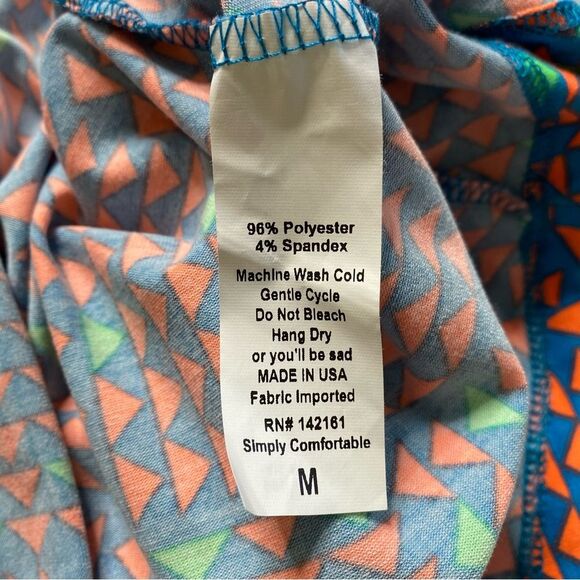 96% Polyester
4% Spandex
Machine Wash Cold
Gentle Cycle
Do Not Bleach
Hang Dry
or you'll be sad
MADE IN USA
Fabric Imported
RN# 142161
Simply Comfortable
M